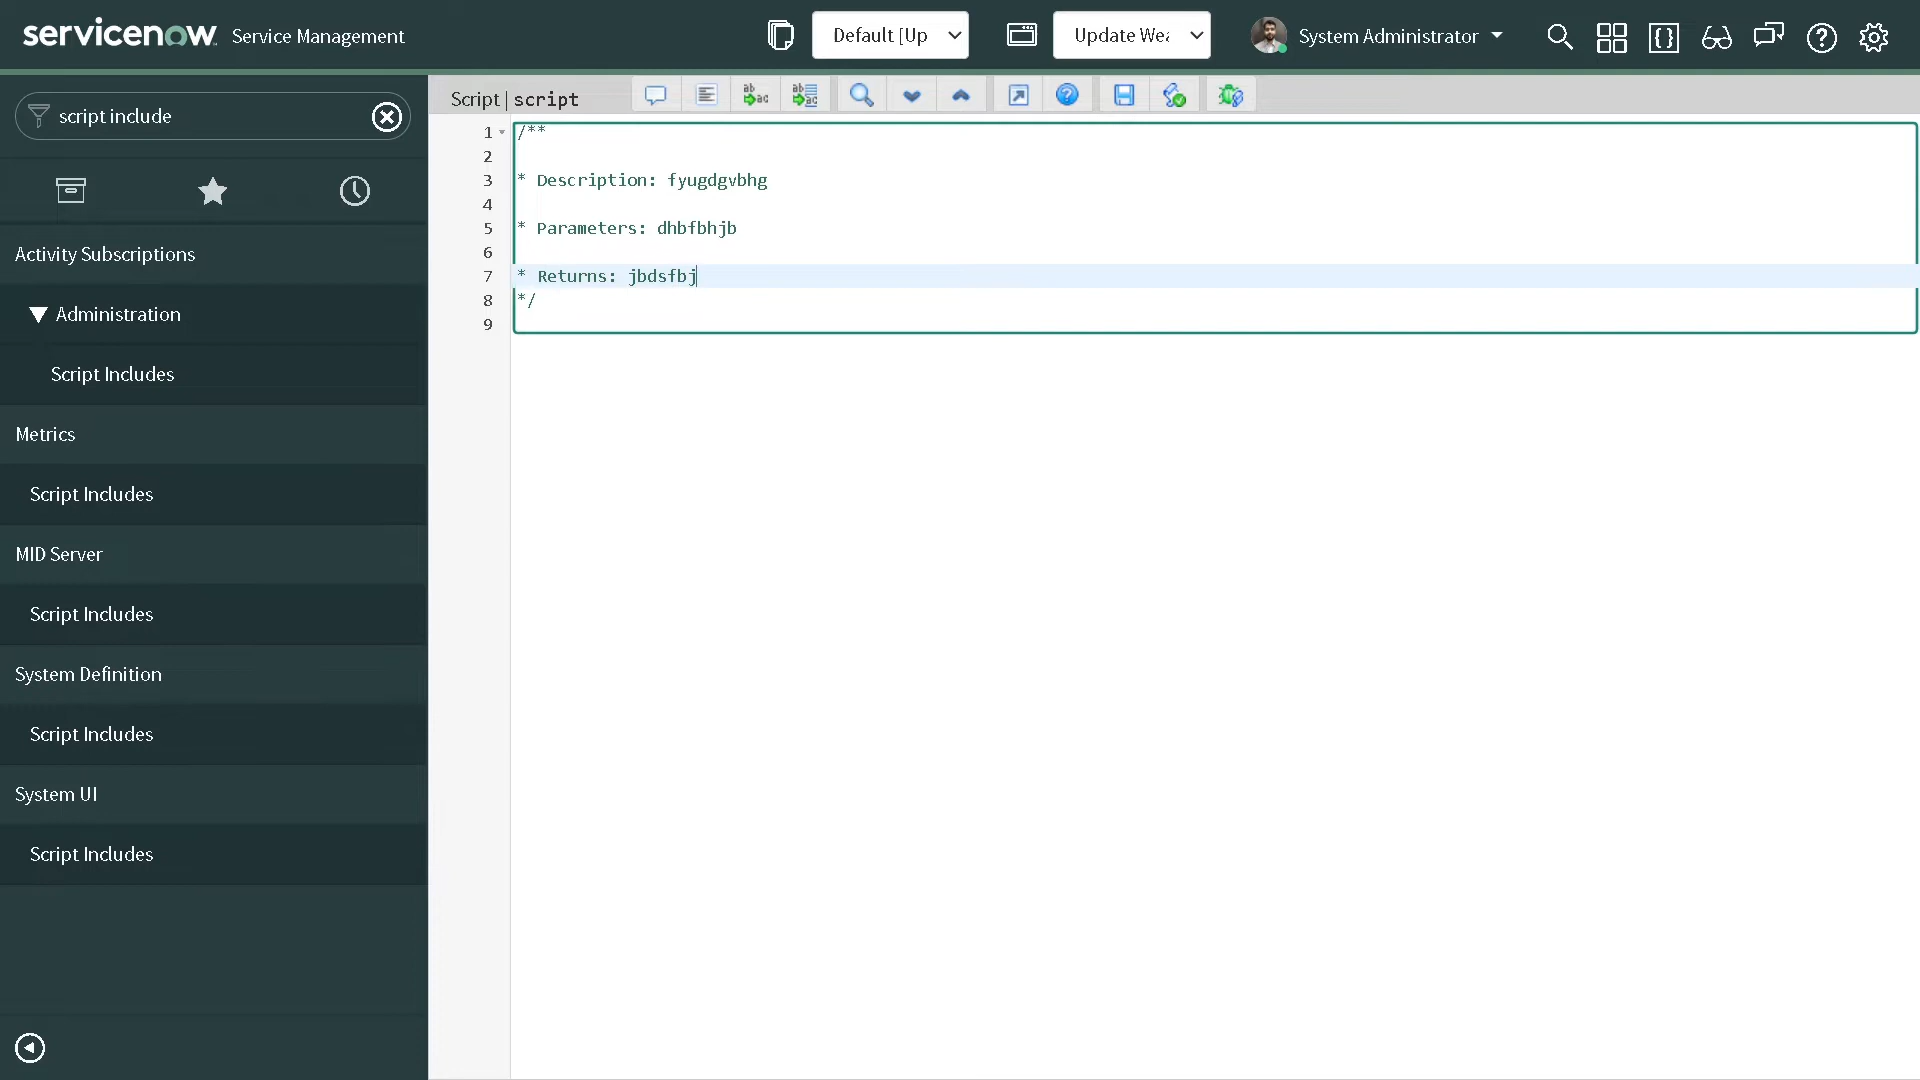 servicenow Service Management
Default [Up
Update Wea
System Administrator
script include
Activity Subscriptions
Administration
Script Includes
Metrics
Script Includes
MID Server
Script Includes
System Definition
Script Includes
System UI
Script Includes
Script | script
1 /**
2
3 * Description: fyugdgvbhg
4
5 * Parameters: dhbfbhjb
6
7 * Returns: jbdsfbj
8 */
9